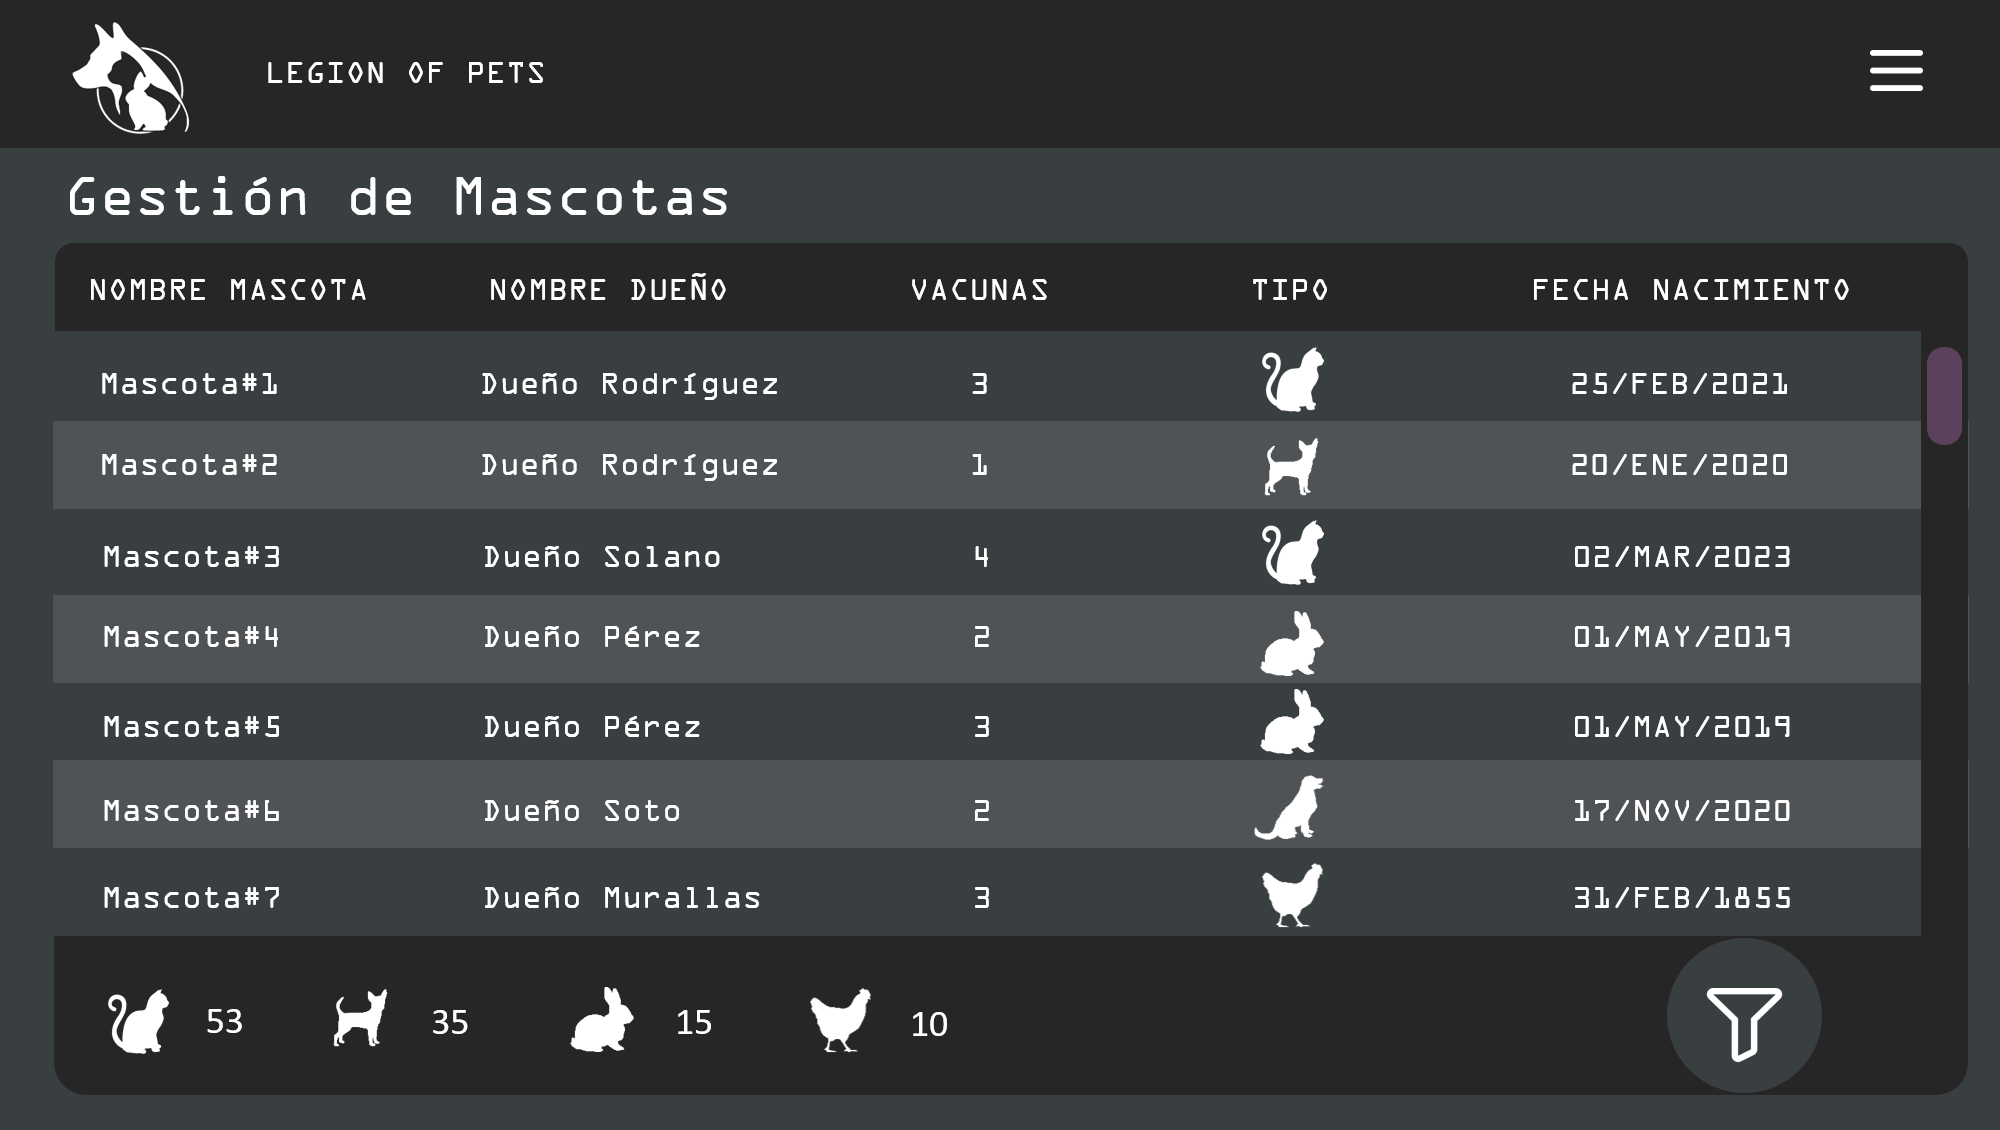 LEGION OF PETS
Gestión de Mascotas
NOMBRE MASCOTA NOMBRE DUEÑO VACUNAS TIPO FECHA NACIMIENTO
Mascota#1 Dueño Rodríguez 3 25/FEB/2021
Mascota#2 Dueño Rodríguez 1 20/ENE/2020
Mascota#3 Dueño Solano 4 02/MAR/2023
Mascota#4 Dueño Pérez 2 01/MAY/2019
Mascota#5 Dueño Pérez 3 01/MAY/2019
Mascota#6 Dueño Soto 2 17/NOV/2020
Mascota#7 Dueño Murallas 3 31/FEB/1855
53 35 15 10